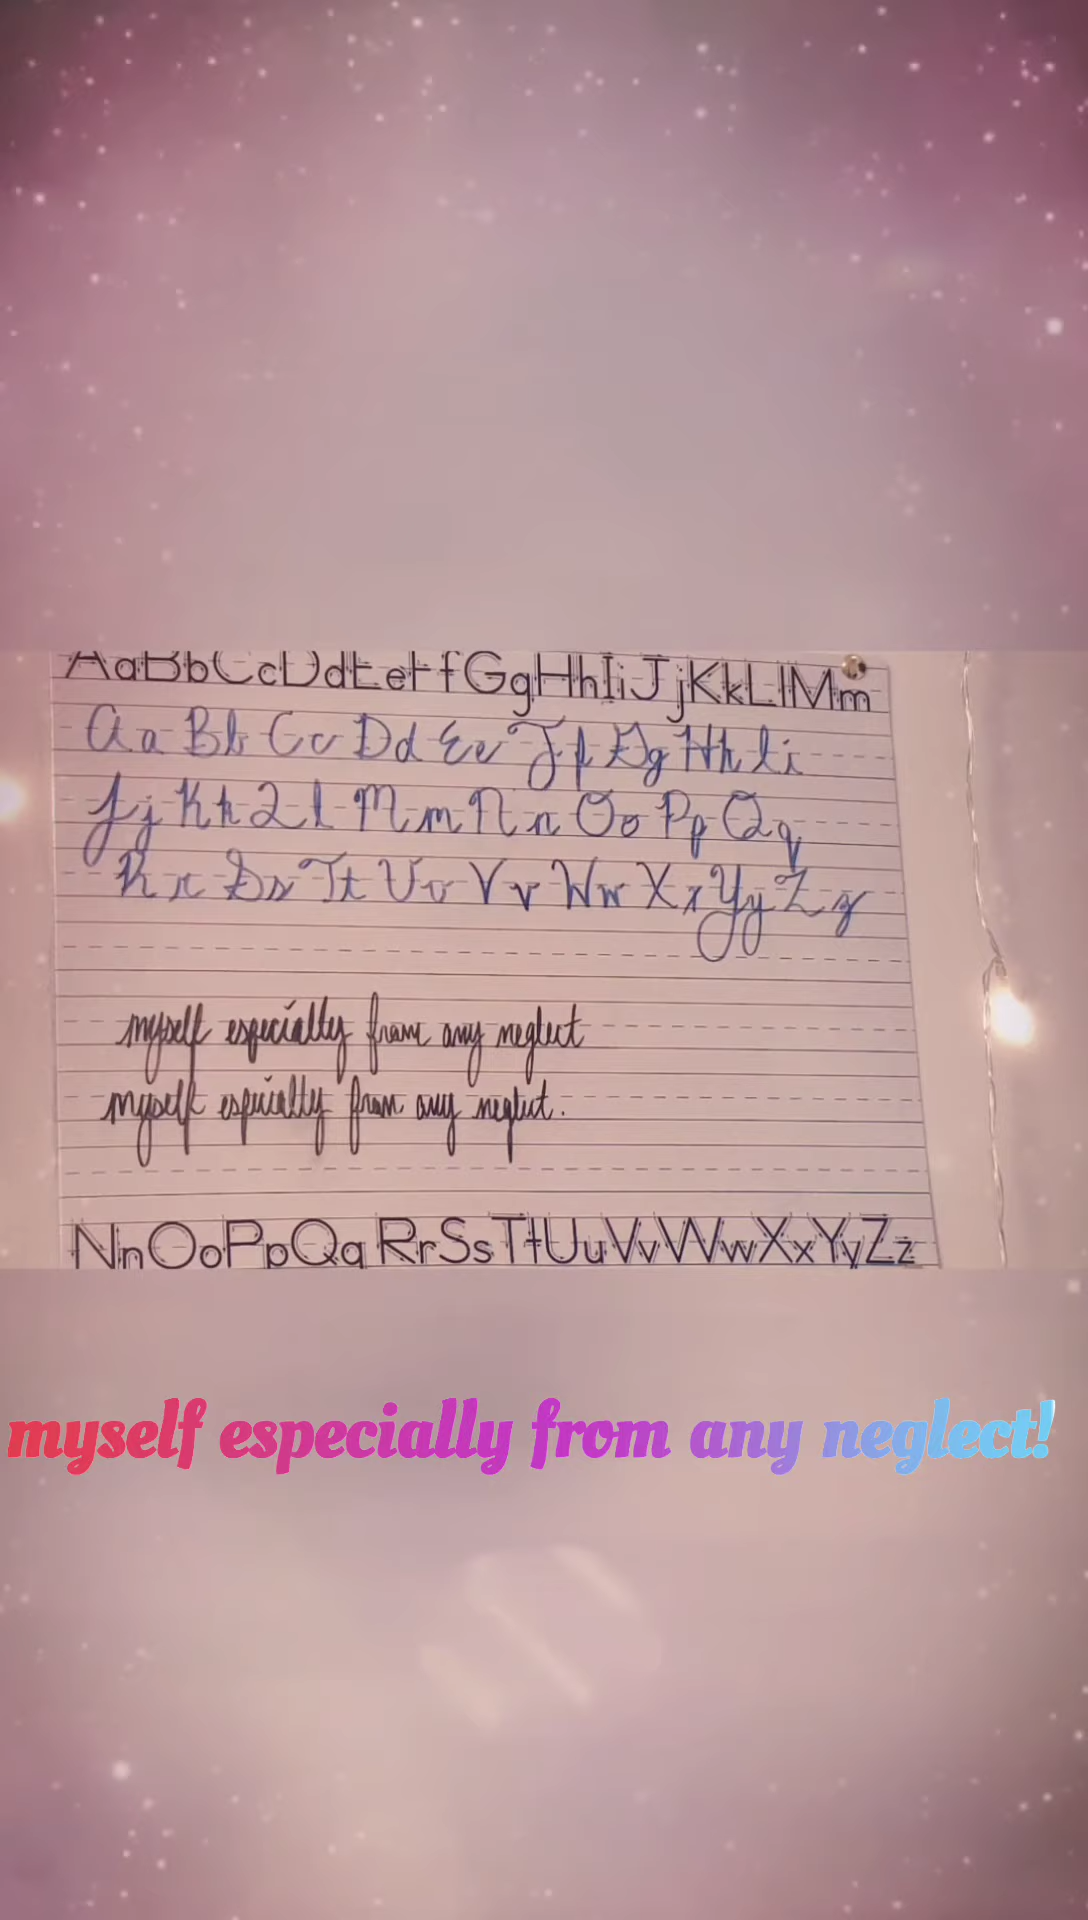 AaBbCcDdEeFfGgHhIiJjKkLlMm
Aa Bb Cc Dd Ee Ff Gg Hh Ii
Jj Kk Ll Mm Nn Oo Pp Qq
Rr Ss Tt Uu Vv Ww Xx Yy Zz
myself especially from any neglect
myself especially from any neglect.
NnOoPpQqRrSsTtUuVvWwXxYyZz
myself especially from any neglect!